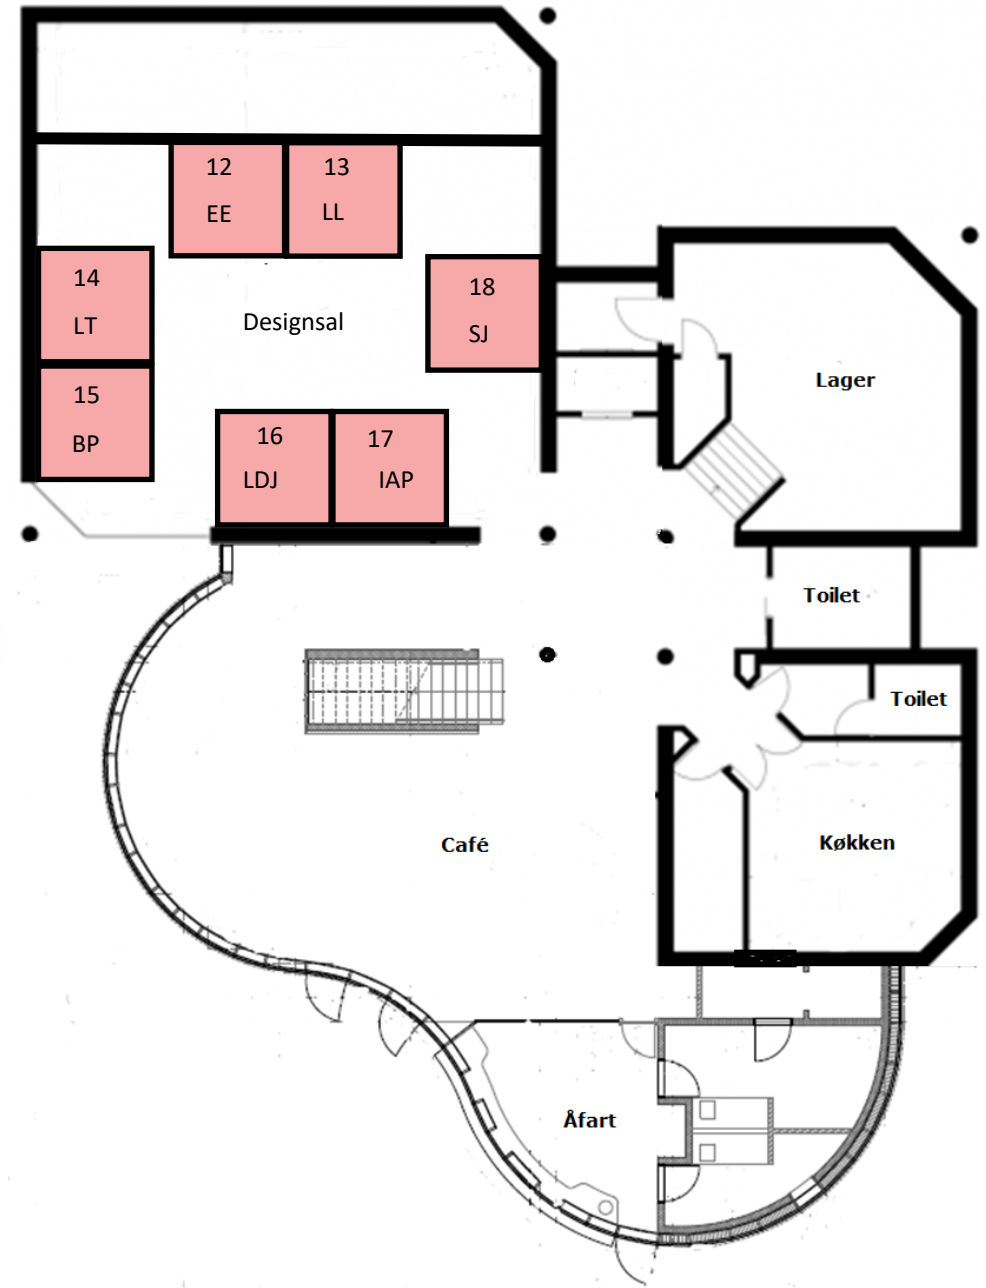 12
EE
13
LL
14
LT
Designsal
18
SJ
15
BP
16
LDJ
17
IAP
Lager
Toilet
Toilet
Café
Køkken
Åfart